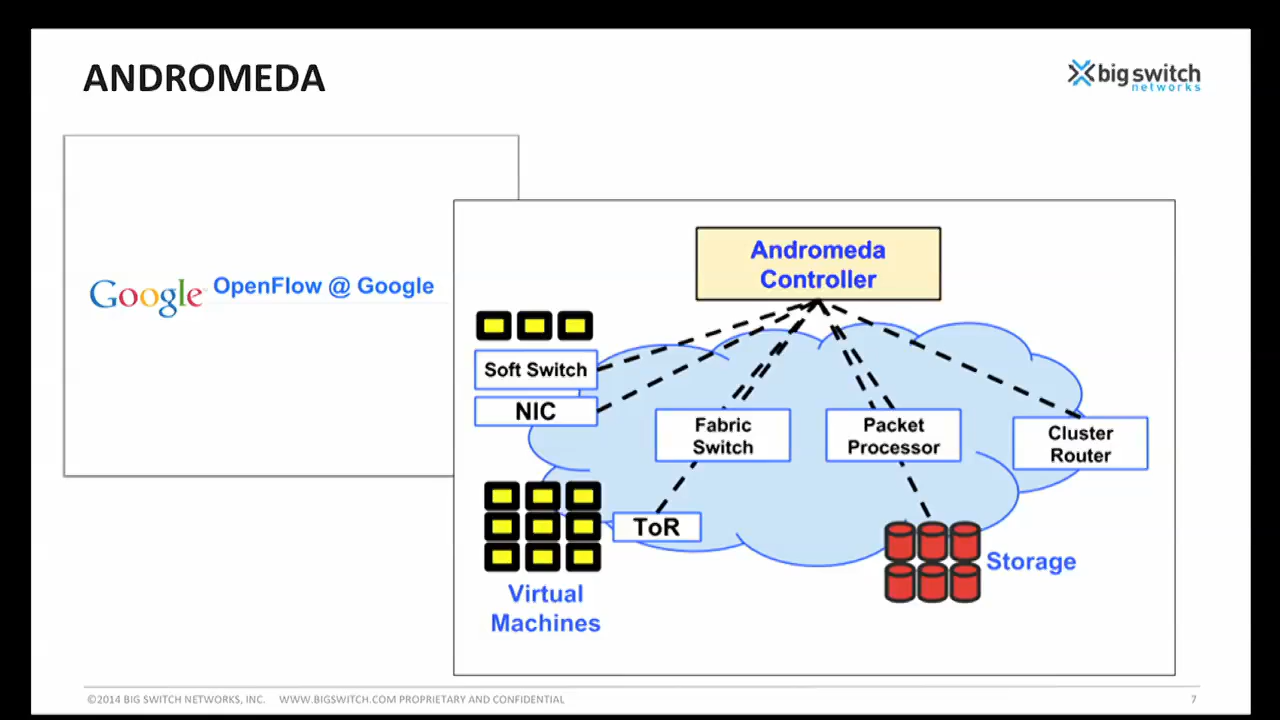 ANDROMEDA
big switch
networks
Google
OpenFlow @ Google
Andromeda
Controller
Soft Switch
NIC
Fabric
Switch
Packet
Processor
Cluster
Router
ToR
Virtual
Machines
Storage
©2014 BIG SWITCH NETWORKS, INC. WWW.BIGSWITCH.COM PROPRIETARY AND CONFIDENTIAL
7